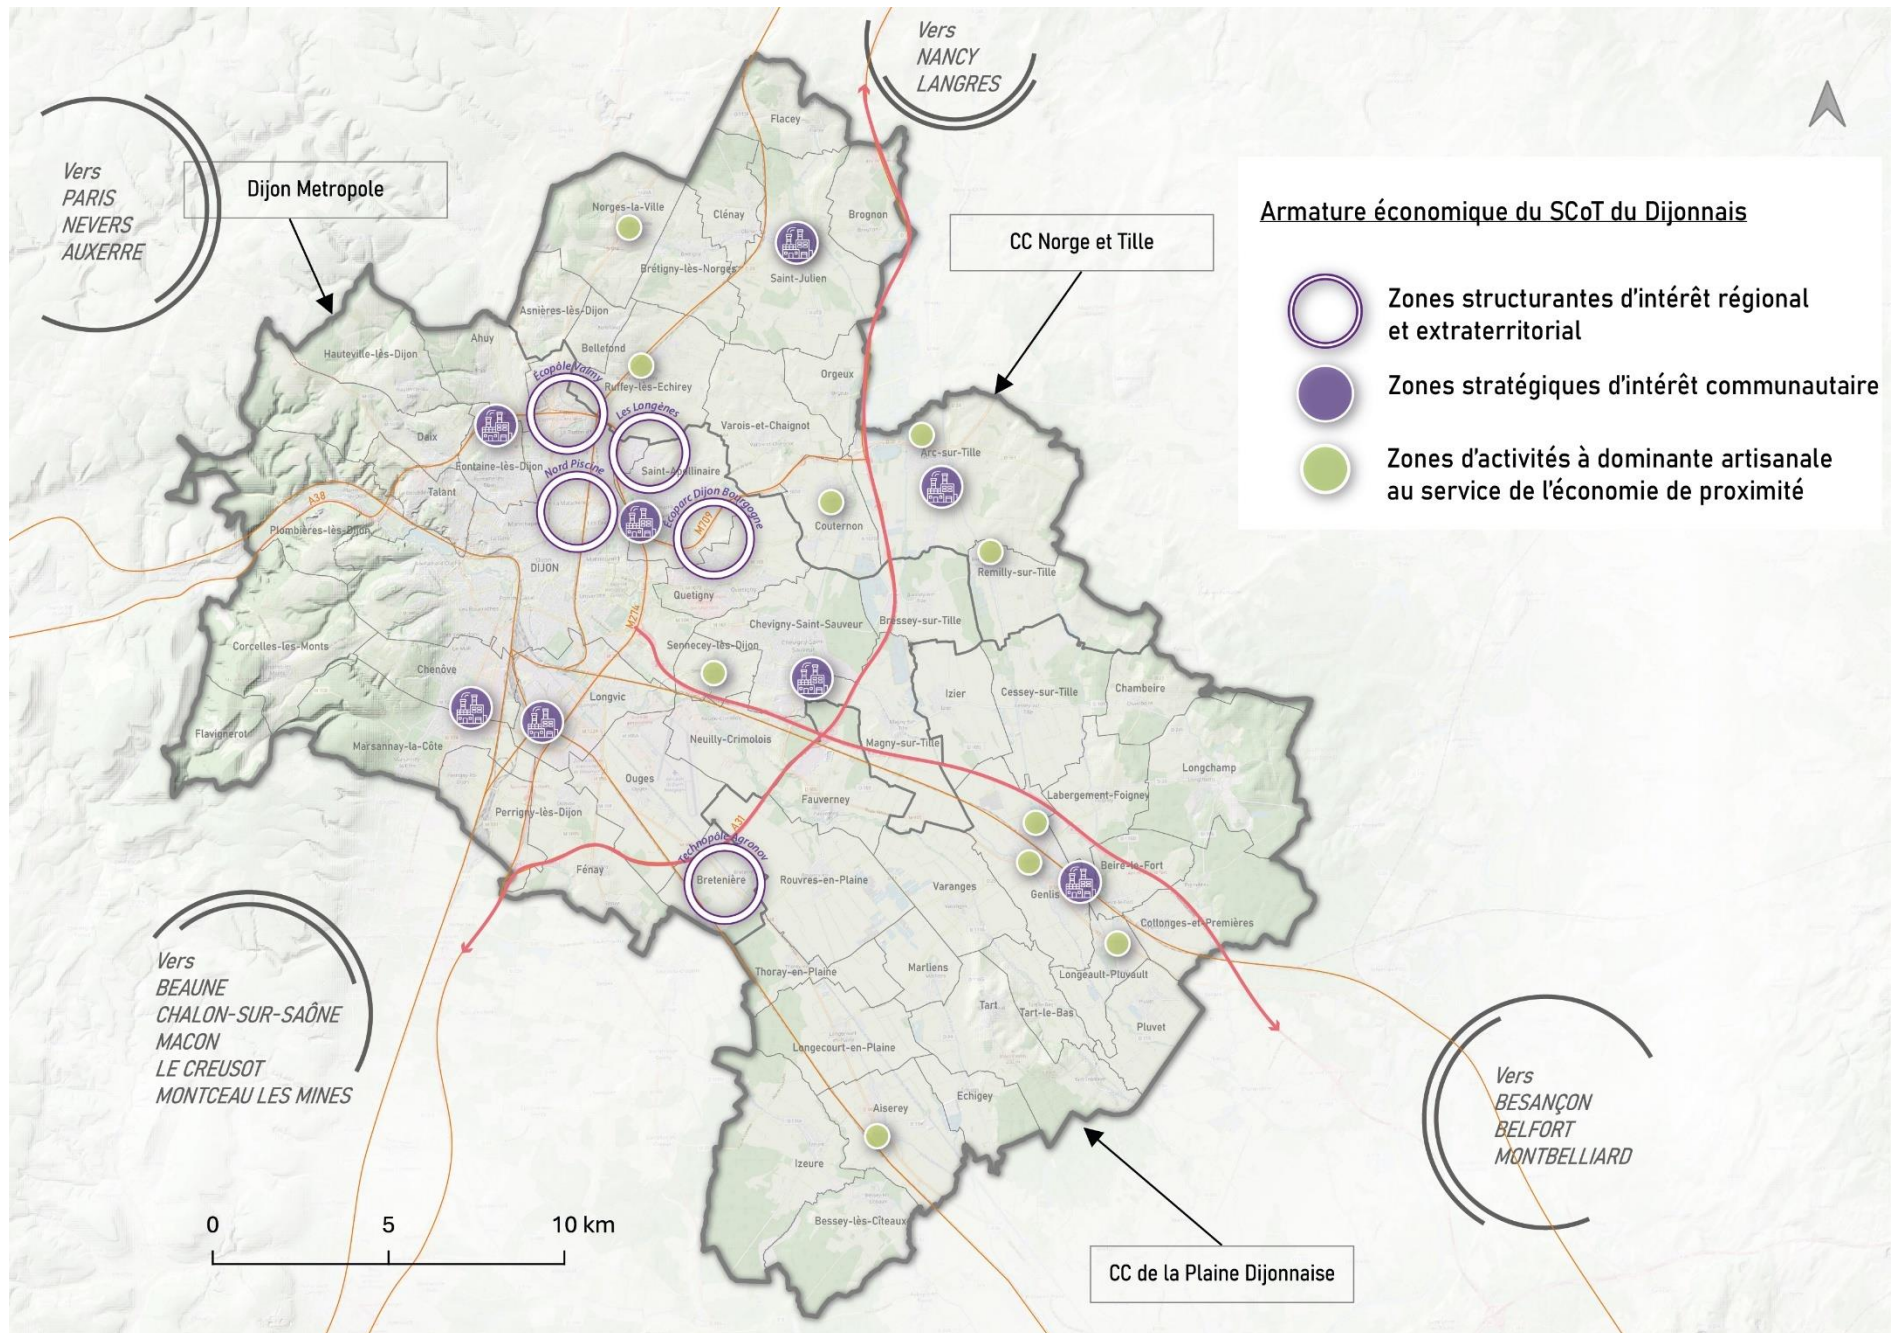 Vers
NANCY
LANGRES
Vers
PARIS
NEVERS
AUXERRE
Dijon Metropole
CC Norge et Tille
Armature économique du SCoT du Dijonnais
Zones structurantes d'intérêt régional
et extraterritorial
Zones stratégiques d'intérêt communautaire
Zones d'activités à dominante artisanale
au service de l'économie de proximité
Flacey
Norges-la-Ville
Clénay
Brognon
Brétigny-lès-Norges
Saint-Julien
Asnières-lès-Dijon
Ahuy
Hauteville-lès-Dijon
Bellefond
Écopôle Valmy
Ruffey-lès-Echirey
Orgeux
Les Longènes
Varois-et-Chaignot
Daix
Arc-sur-Tille
Fontaine-lès-Dijon
Nord Piscine
Saint-Apollinaire
Talant
Ecoparc Dijon Bourgogne
A38
M709
Plombières-lès-Dijon
Couternon
DIJON
Remilly-sur-Tille
Quetigny
M274
Chevigny-Saint-Sauveur
Bressey-sur-Tille
Corcelles-les-Monts
Sennecey-lès-Dijon
Chenôve
Longvic
Izier
Cessey-sur-Tille
Chambeire
Flavignerot
Marsannay-la-Côte
Neuilly-Crimolois
Magny-sur-Tille
Longchamp
Ouges
Fauverney
Labergement-Foigney
Perrigny-lès-Dijon
A31
Technopôle Agronov
Fénay
Bretenière
Rouvres-en-Plaine
Varanges
Genlis
Beire-le-Fort
Collonges-et-Premières
Thoray-en-Plaine
Marliens
Longeault-Pluvault
Tart
Tart-le-Bas
Pluvet
Longecourt-en-Plaine
Echigey
Aiserey
Izeure
Bessey-lès-Cîteaux
Vers
BEAUNE
CHALON-SUR-SAÔNE
MACON
LE CREUSOT
MONTCEAU LES MINES
Vers
BESANÇON
BELFORT
MONTBELLIARD
0 5 10 km
CC de la Plaine Dijonnaise